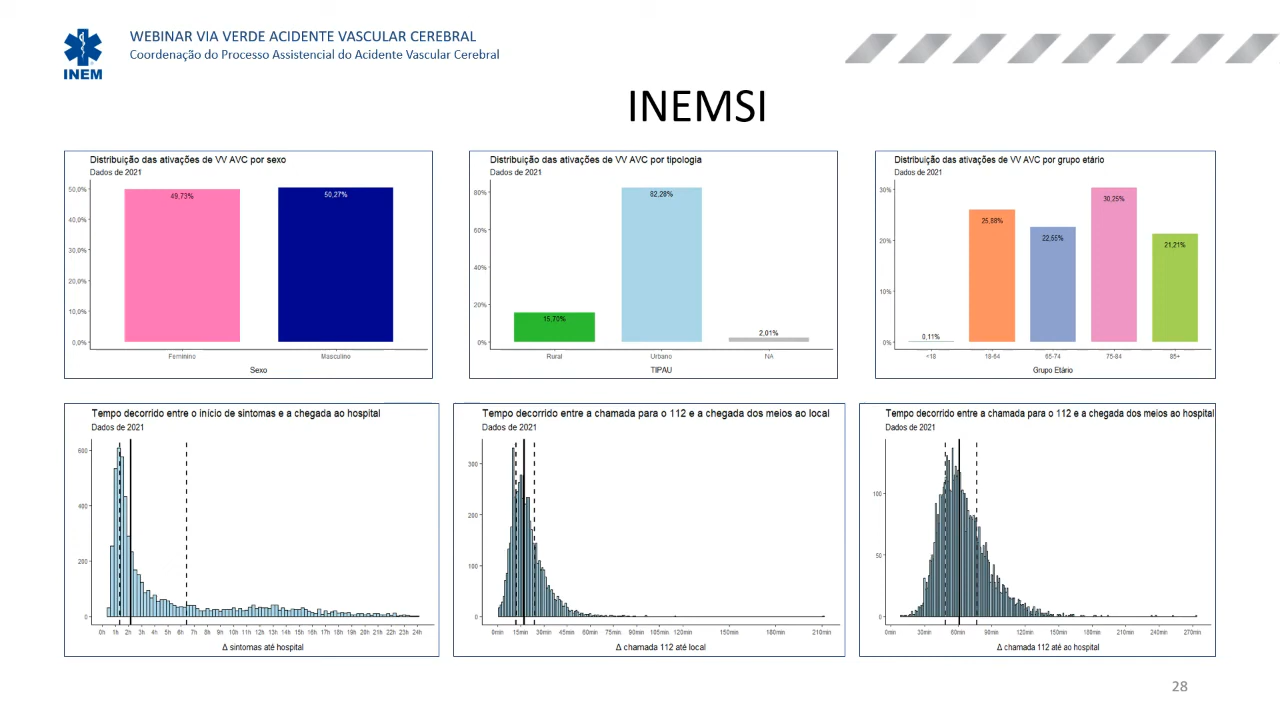 WEBINAR VIA VERDE ACIDENTE VASCULAR CEREBRAL
Coordenação do Processo Assistencial do Acidente Vascular Cerebral
INEM
INEMSI
Distribuição das ativações de VV AVC por sexo
Dados de 2021
50,0%
40,0%
30,0%
20,0%
10,0%
0,0%
49,73%
50,27%
Feminino
Masculino
Sexo
Distribuição das ativações de VV AVC por tipologia
Dados de 2021
80%
60%
40%
20%
0%
15,70%
82,28%
2,01%
Rural
Urbano
NA
TIPAU
Distribuição das ativações de VV AVC por grupo etário
Dados de 2021
30%
20%
10%
0%
0,11%
25,88%
22,55%
30,25%
21,21%
<18
18-64
65-74
75-84
85+
Grupo Etário
Tempo decorrido entre o início de sintomas e a chegada ao hospital
Dados de 2021
600
400
200
0
0h 1h 2h 3h 4h 5h 6h 7h 8h 9h 10h 11h 12h 13h 14h 15h 16h 17h 18h 19h 20h 21h 22h 23h 24h
Δ sintomas até hospital
Tempo decorrido entre a chamada para o 112 e a chegada dos meios ao local
Dados de 2021
300
200
100
0
0min 15min 30min 45min 60min 75min 90min 105min 120min 150min 180min 210min
Δ chamada 112 até local
Tempo decorrido entre a chamada para o 112 e a chegada dos meios ao hospital
Dados de 2021
100
50
0
0min 30min 60min 90min 120min 150min 180min 210min 240min 270min
Δ chamada 112 até ao hospital
28